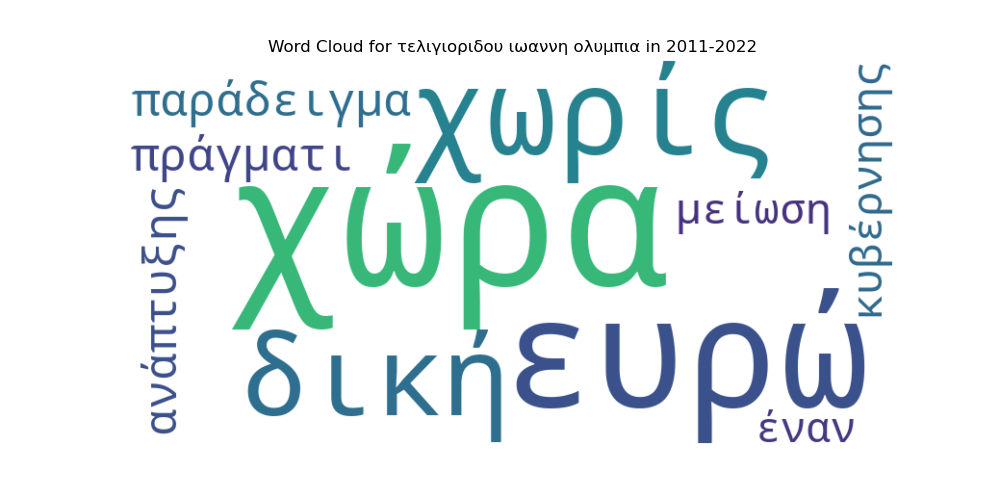 Word Cloud for τελιγιοριδου ιωαννη ολυμπια in 2011-2022
παράδειγμα
χωρίς
κυβέρνησης
πράγματι
χώρα
μείωση
ανάπτυξης
δική
ευρώ
έναν